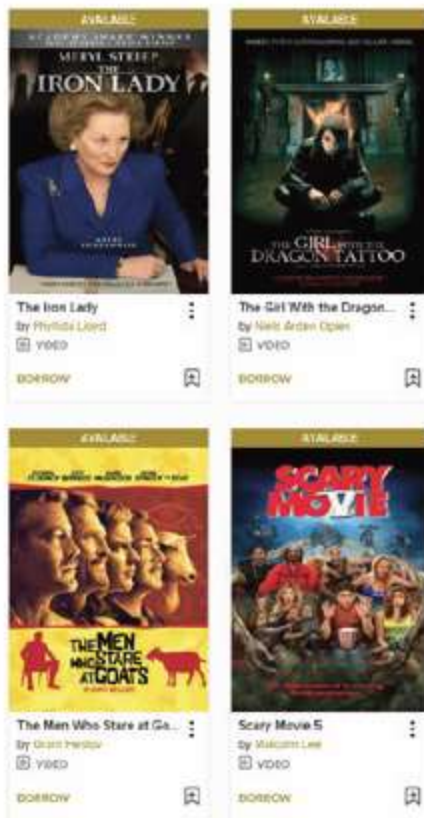 AVAILABLE
ACADEMY AWARD WINNER
MERYL STREEP
THE
IRON LADY
The Iron Lady
by Phyllida Lloyd
VIDEO
BORROW
AVAILABLE
THE GIRL WITH THE
DRAGON TATTOO
The Girl With the Dragon...
by Niels Arden Oplev
VIDEO
BORROW
AVAILABLE
THE MEN
WHO STARE
AT GOATS
The Men Who Stare at Go...
by Grant Heslov
VIDEO
BORROW
AVAILABLE
SCARY
MOVIE
Scary Movie 5
by Malcolm Lee
VIDEO
BORROW